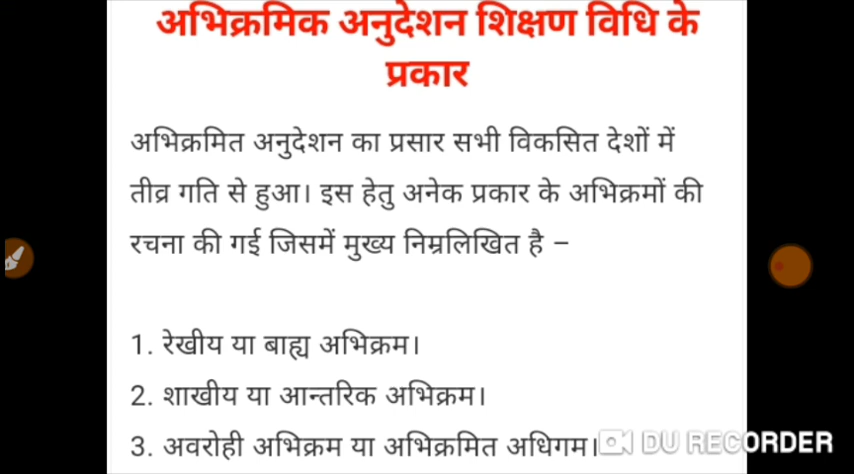 अभिक्रमिक अनुदेशन शिक्षण विधि के
प्रकार
अभिक्रमित अनुदेशन का प्रसार सभी विकसित देशों में
तीव्र गति से हुआ। इस हेतु अनेक प्रकार के अभिक्रमों की
रचना की गई जिसमें मुख्य निम्नलिखित है –
1. रेखीय या बाह्य अभिक्रम।
2. शाखीय या आन्तरिक अभिक्रम।
3. अवरोही अभिक्रम या अभिक्रमित अधिगम।
DU RECORDER